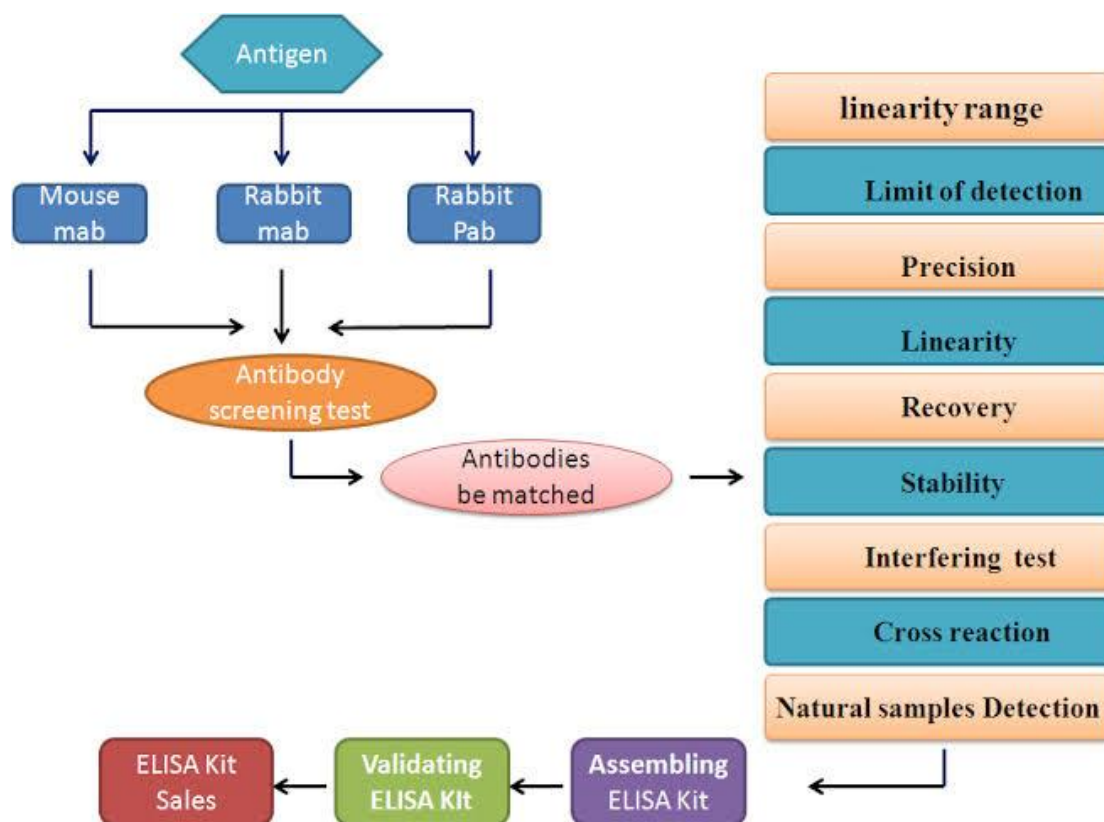 Antigen
Mouse
mab
Rabbit
mab
Rabbit
Pab
Antibody
screening test
Antibodies
be matched
linearity range
Limit of detection
Precision
Linearity
Recovery
Stability
Interfering test
Cross reaction
Natural samples Detection
Assembling
ELISA Kit
Validating
ELISA KIt
ELISA Kit
Sales